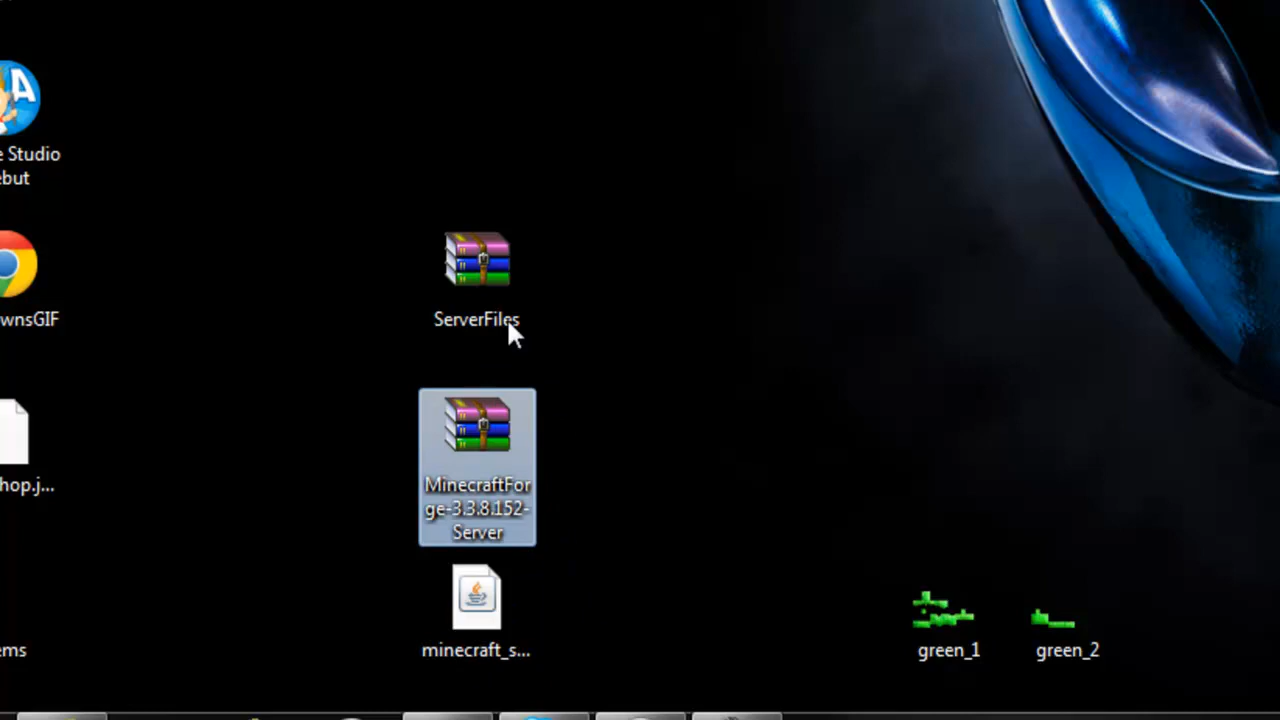 A
e Studio
ebut
wnsGIF
hop.j...
ems
ServerFiles
MinecraftFor
ge-3.3.8.152-
Server
minecraft_s...
green_1
green_2